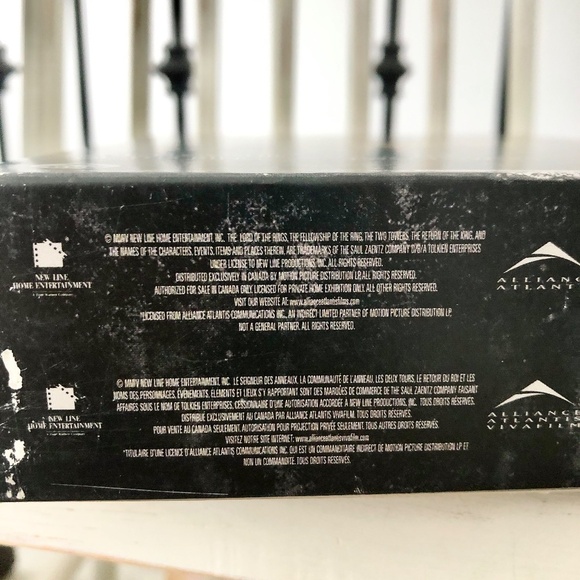 © MMIV NEW LINE HOME ENTERTAINMENT, INC. THE LORD OF THE RINGS, THE FELLOWSHIP OF THE RING, THE TWO TOWERS, THE RETURN OF THE KING, AND
THE NAMES OF THE CHARACTERS, EVENTS, ITEMS AND PLACES THEREIN, ARE TRADEMARKS OF THE SAUL ZAENTZ COMPANY D/B/A TOLKIEN ENTERPRISES
UNDER LICENSE TO NEW LINE PRODUCTIONS, INC. ALL RIGHTS RESERVED.
DISTRIBUTED EXCLUSIVELY IN CANADA BY MOTION PICTURE DISTRIBUTION LP. ALL RIGHTS RESERVED.
AUTHORIZED FOR SALE IN CANADA ONLY. LICENSED FOR PRIVATE HOME EXHIBITION ONLY. ALL OTHER RIGHTS RESERVED.
VISIT OUR WEBSITE AT: www.allianceatlantisfilms.com
*LICENSED FROM ALLIANCE ATLANTIS COMMUNICATIONS INC., AN INDIRECT LIMITED PARTNER OF MOTION PICTURE DISTRIBUTION LP,
NOT A GENERAL PARTNER. ALL RIGHTS RESERVED.
NEW LINE
HOME ENTERTAINMENT
ALLIANCE
ATLANTI
© MMIV NEW LINE HOME ENTERTAINMENT, INC. LE SEIGNEUR DES ANNEAUX, LA COMMUNAUTÉ DE L'ANNEAU, LES DEUX TOURS, LE RETOUR DU ROI ET LES
NOMS DES PERSONNAGES, ÉVÉNEMENTS, ÉLÉMENTS ET LIEUX S'Y RAPPORTANT SONT DES MARQUES DE COMMERCE DE THE SAUL ZAENTZ COMPANY FAISANT
AFFAIRES SOUS LE NOM DE TOLKIEN ENTERPRISES, CESSIONNAIRE D'UNE AUTORISATION ACCORDÉE À NEW LINE PRODUCTIONS, INC. TOUS DROITS RÉSERVÉS.
DISTRIBUÉ EXCLUSIVEMENT AU CANADA PAR ALLIANCE ATLANTIS VIVAFILM. TOUS DROITS RÉSERVÉS.
POUR VENTE AU CANADA SEULEMENT. AUTORISATION POUR PROJECTION PRIVÉE SEULEMENT. TOUS DROITS RÉSERVÉS.
VISITEZ NOTRE SITE INTERNET: www.allianceatlantisvivafilm.com
*TITULAIRE D'UNE LICENCE D'ALLIANCE ATLANTIS COMMUNICATIONS INC. QUI EST UN COMMANDITAIRE INDIRECT DE MOTION PICTURE DISTRIBUTION LP ET
NON UN COMMANDITÉ. TOUS DROITS RÉSERVÉS.
NEW LINE
HOME ENTERTAINMENT
ALLIANCE
ATLANTIS